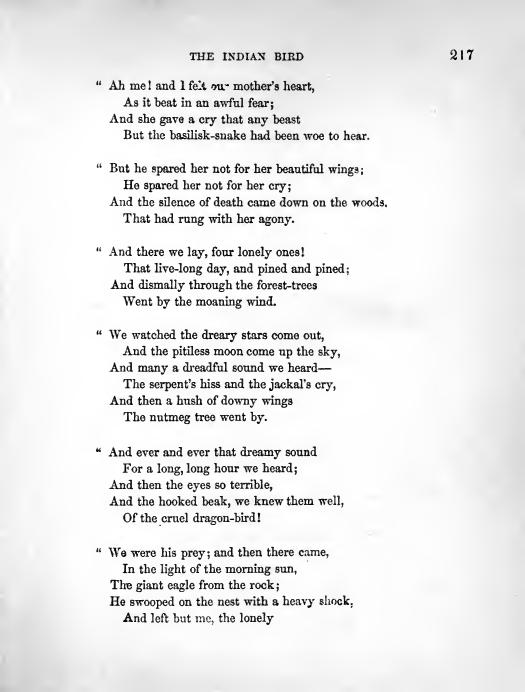 THE INDIAN BIRD 217
“ Ah me! and I felt our mother's heart,
As it beat in an awful fear;
And she gave a cry that any beast
But the basilisk-snake had been woe to hear.
“ But he spared her not for her beautiful wings;
He spared her not for her cry;
And the silence of death came down on the woods.
That had rung with her agony.
“ And there we lay, four lonely ones!
That live-long day, and pined and pined;
And dismally through the forest-trees
Went by the moaning wind.
“ We watched the dreary stars come out,
And the pitiless moon come up the sky,
And many a dreadful sound we heard—
The serpent's hiss and the jackal's cry,
And then a hush of downy wings
The nutmeg tree went by.
“ And ever and ever that dreamy sound
For a long, long hour we heard;
And then the eyes so terrible,
And the hooked beak, we knew them well,
Of the cruel dragon-bird!
“ We were his prey; and then there came,
In the light of the morning sun,
The giant eagle from the rock;
He swooped on the nest with a heavy shock,
And left but me, the lonely